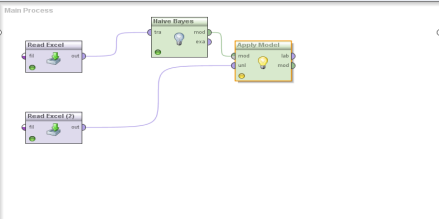 Main Process
Naive Bayes
tra mod
exa
Read Excel
fil out
Apply Model
mod lab
unl mod
Read Excel (2)
fil out